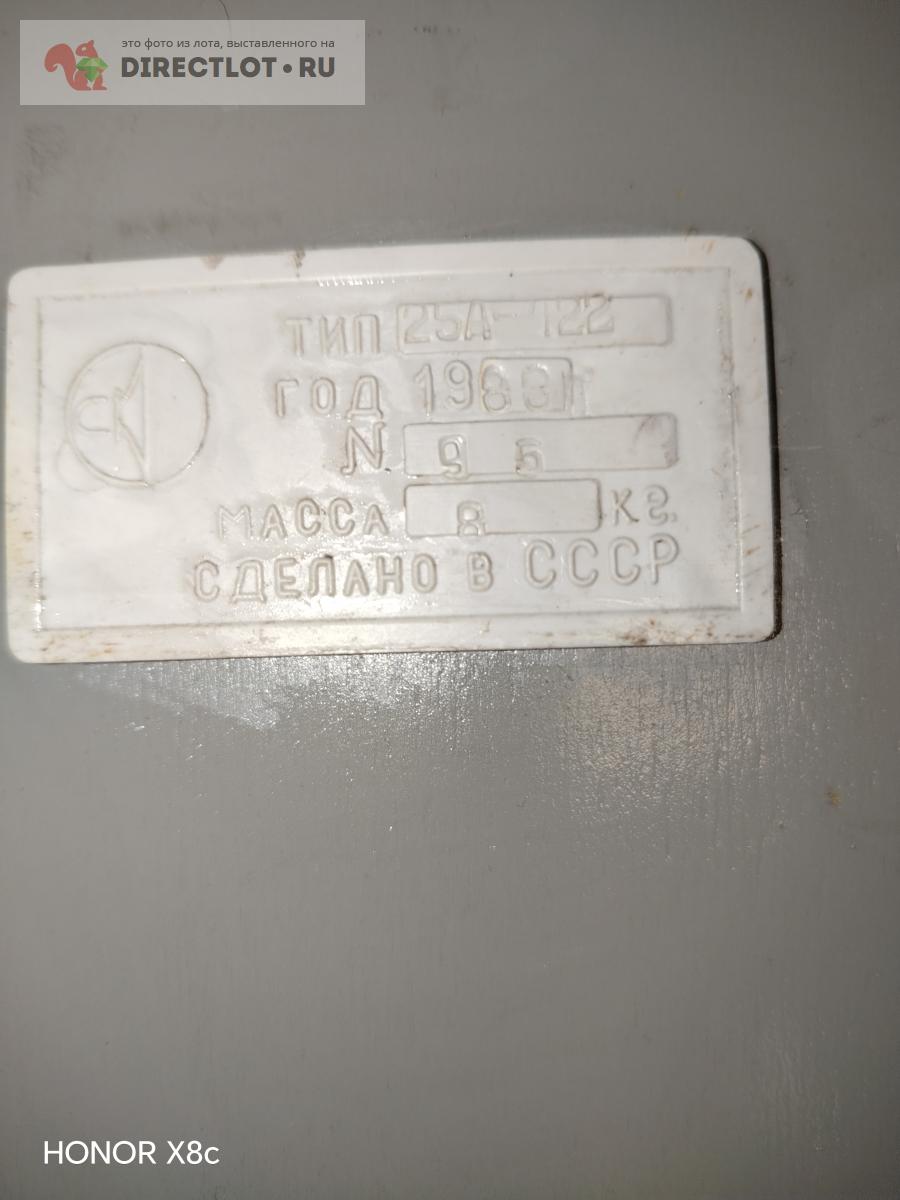 это фото из лота, выставленного на
DIRECTLOT•RU
ТИП 25А-122
ГОД 1988г
N 9 5
МАССА 8 кг.
СДЕЛАНО В СССР
HONOR X8c